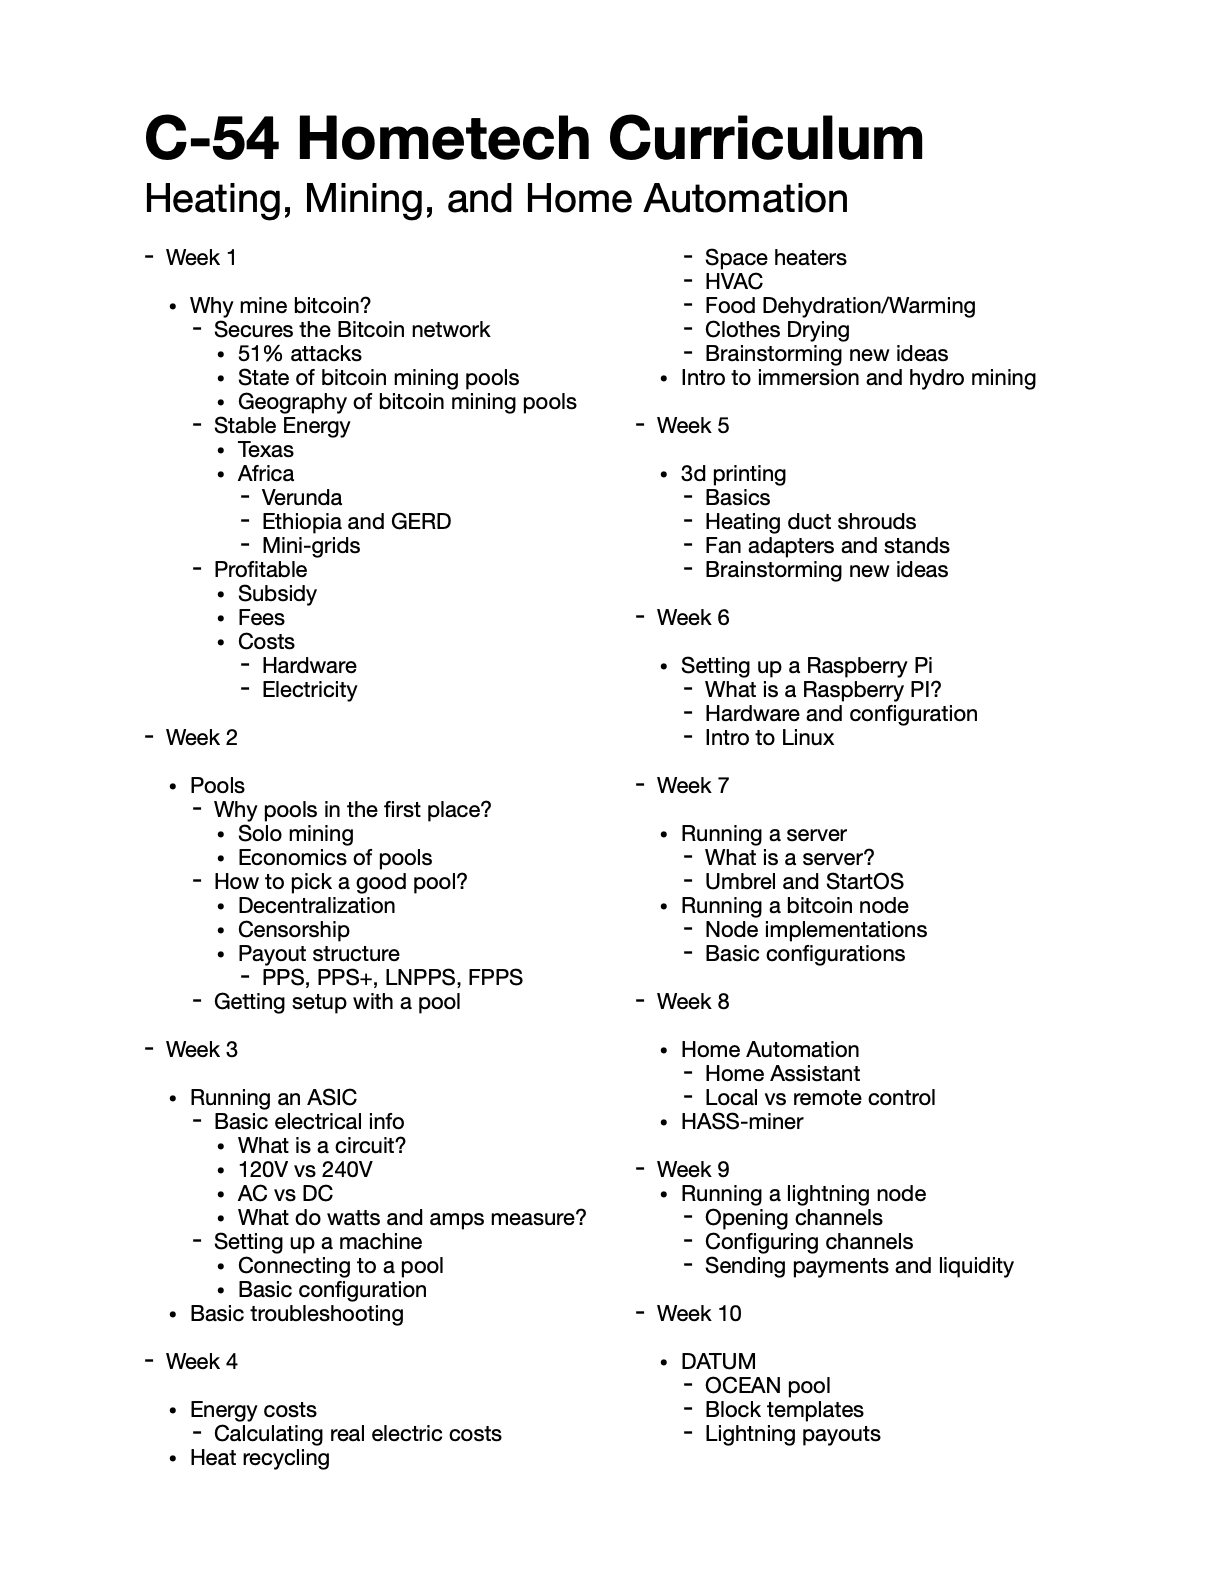 C-54 Hometech Curriculum
Heating, Mining, and Home Automation
- Week 1
• Why mine bitcoin?
- Secures the Bitcoin network
• 51% attacks
• State of bitcoin mining pools
• Geography of bitcoin mining pools
- Stable Energy
• Texas
• Africa
- Verunda
- Ethiopia and GERD
- Mini-grids
- Profitable
• Subsidy
• Fees
• Costs
- Hardware
- Electricity
- Week 2
• Pools
- Why pools in the first place?
• Solo mining
• Economics of pools
- How to pick a good pool?
• Decentralization
• Censorship
• Payout structure
- PPS, PPS+, LNPPS, FPPS
- Getting setup with a pool
- Week 3
• Running an ASIC
- Basic electrical info
• What is a circuit?
• 120V vs 240V
• AC vs DC
• What do watts and amps measure?
- Setting up a machine
• Connecting to a pool
• Basic configuration
• Basic troubleshooting
- Week 4
• Energy costs
- Calculating real electric costs
• Heat recycling
- Space heaters
- HVAC
- Food Dehydration/Warming
- Clothes Drying
- Brainstorming new ideas
• Intro to immersion and hydro mining
- Week 5
• 3d printing
- Basics
- Heating duct shrouds
- Fan adapters and stands
- Brainstorming new ideas
- Week 6
• Setting up a Raspberry Pi
- What is a Raspberry PI?
- Hardware and configuration
- Intro to Linux
- Week 7
• Running a server
- What is a server?
- Umbrel and StartOS
• Running a bitcoin node
- Node implementations
- Basic configurations
- Week 8
• Home Automation
- Home Assistant
- Local vs remote control
• HASS-miner
- Week 9
• Running a lightning node
- Opening channels
- Configuring channels
- Sending payments and liquidity
- Week 10
• DATUM
- OCEAN pool
- Block templates
- Lightning payouts